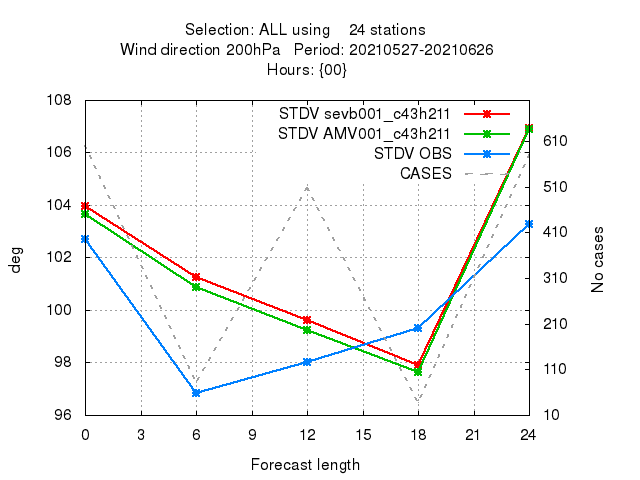 Selection: ALL using    24 stations
Wind direction 200hPa   Period: 20210527-20210626
Hours: {00}
STDV sevb001_c43h211
STDV AMV001_c43h211
STDV OBS
CASES
108
106
104
102
100
98
96
deg
610
510
410
310
210
110
10
No cases
0 3 6 9 12 15 18 21 24
Forecast length